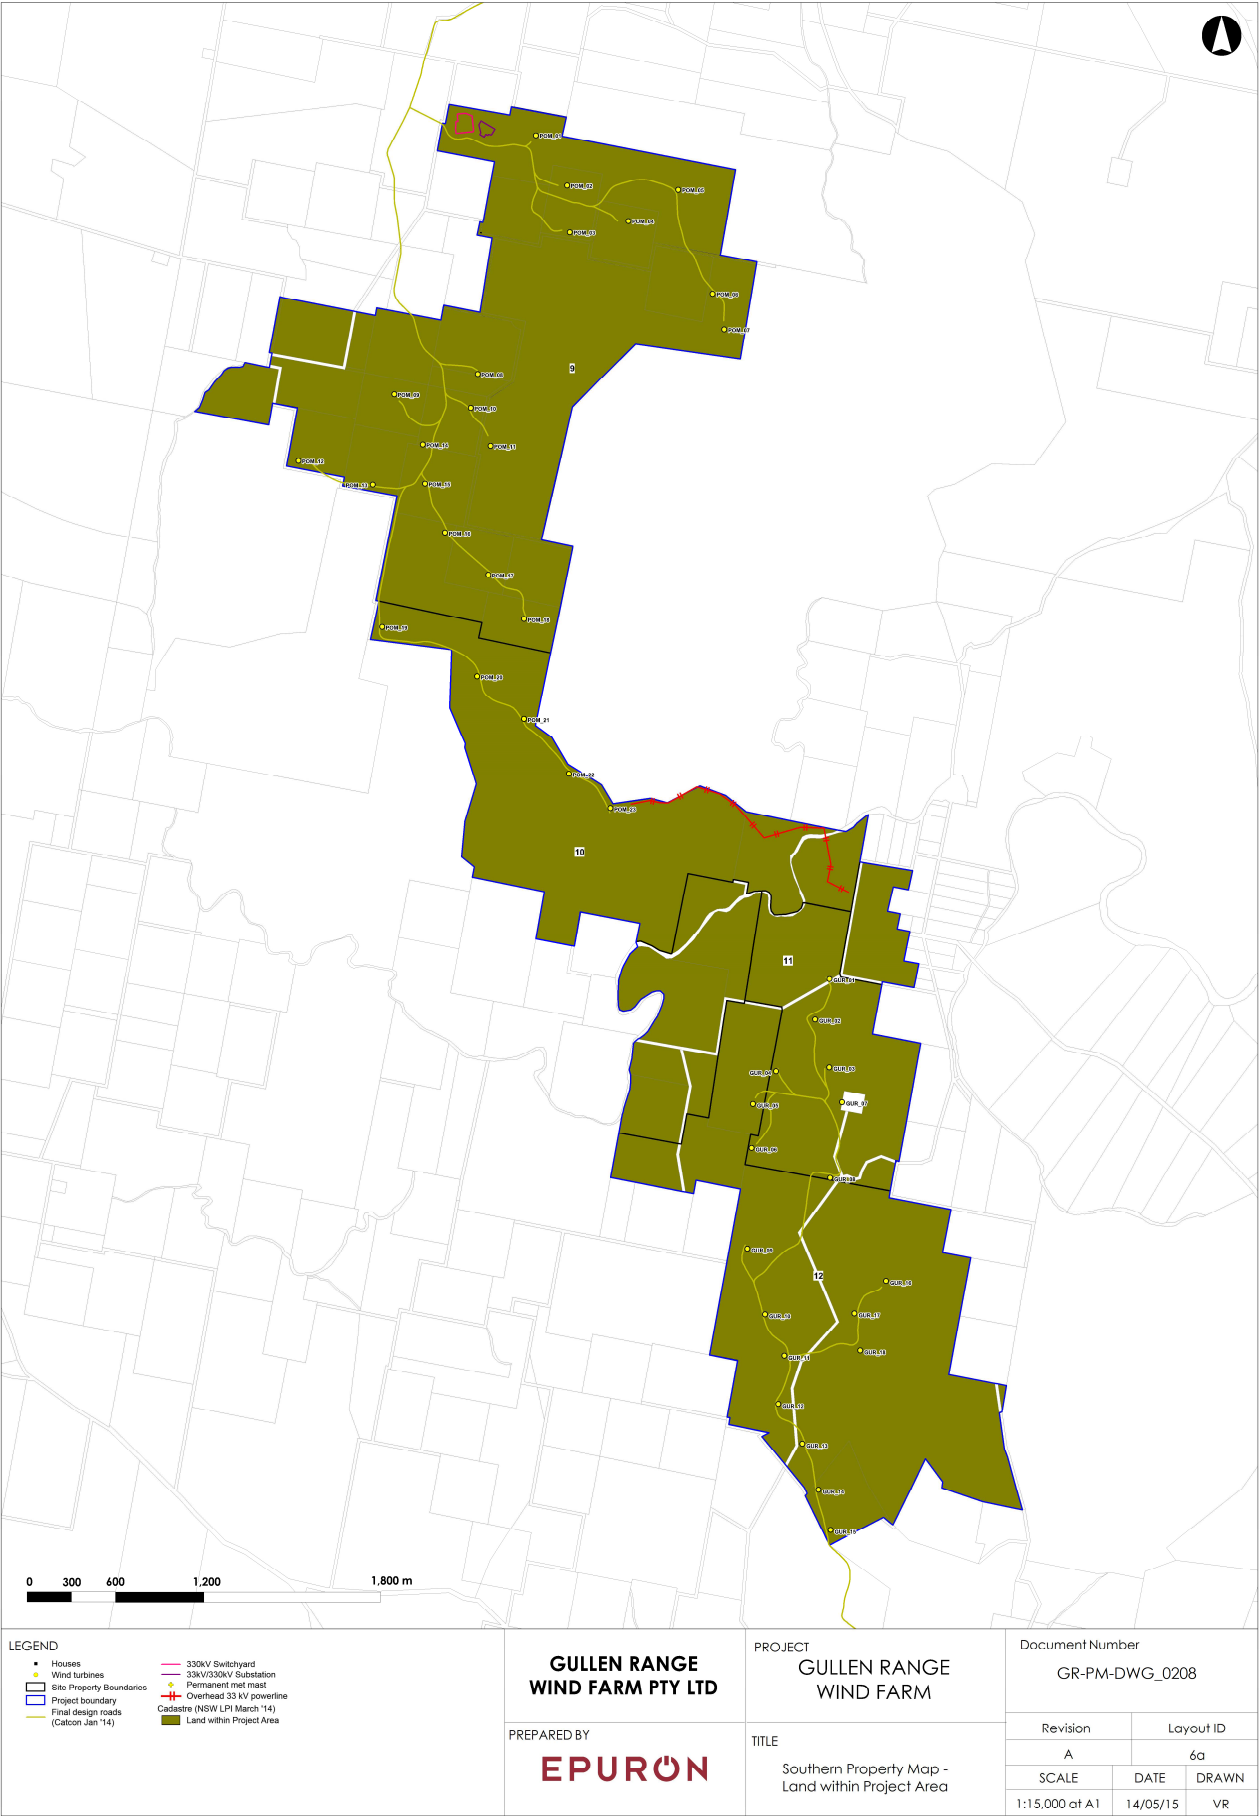 POM_01
POM_02
POM_05
POM_04
POM_03
POM_06
POM_07
9
POM_08
POM_09
POM_10
POM_14
POM_11
POM_12
POM_13
POM_15
POM_16
POM_17
POM_18
POM_19
POM_20
POM_21
POM_22
POM_23
10
11
GUR_01
GUR_02
GUR_03
GUR_04
GUR_05
GUR_07
GUR_06
GUR_08
GUR_09
12
GUR_16
GUR_10
GUR_17
GUR_18
GUR_11
GUR_12
GUR_13
GUR_14
GUR_15
0 300 600 1,200 1,800 m
LEGEND
Houses
Wind turbines
Site Property Boundaries
Project boundary
Final design roads
(Catcon Jan '14)
330kV Switchyard
33kV/330kV Substation
Permanent met mast
Overhead 33 kV powerline
Cadastre (NSW LPI March '14)
Land within Project Area
GULLEN RANGE
WIND FARM PTY LTD
PREPARED BY
EPURON
PROJECT
GULLEN RANGE
WIND FARM
TITLE
Southern Property Map -
Land within Project Area
Document Number
GR-PM-DWG_0208
Revision Layout ID
A 6a
SCALE DATE DRAWN
1:15,000 at A1 14/05/15 VR